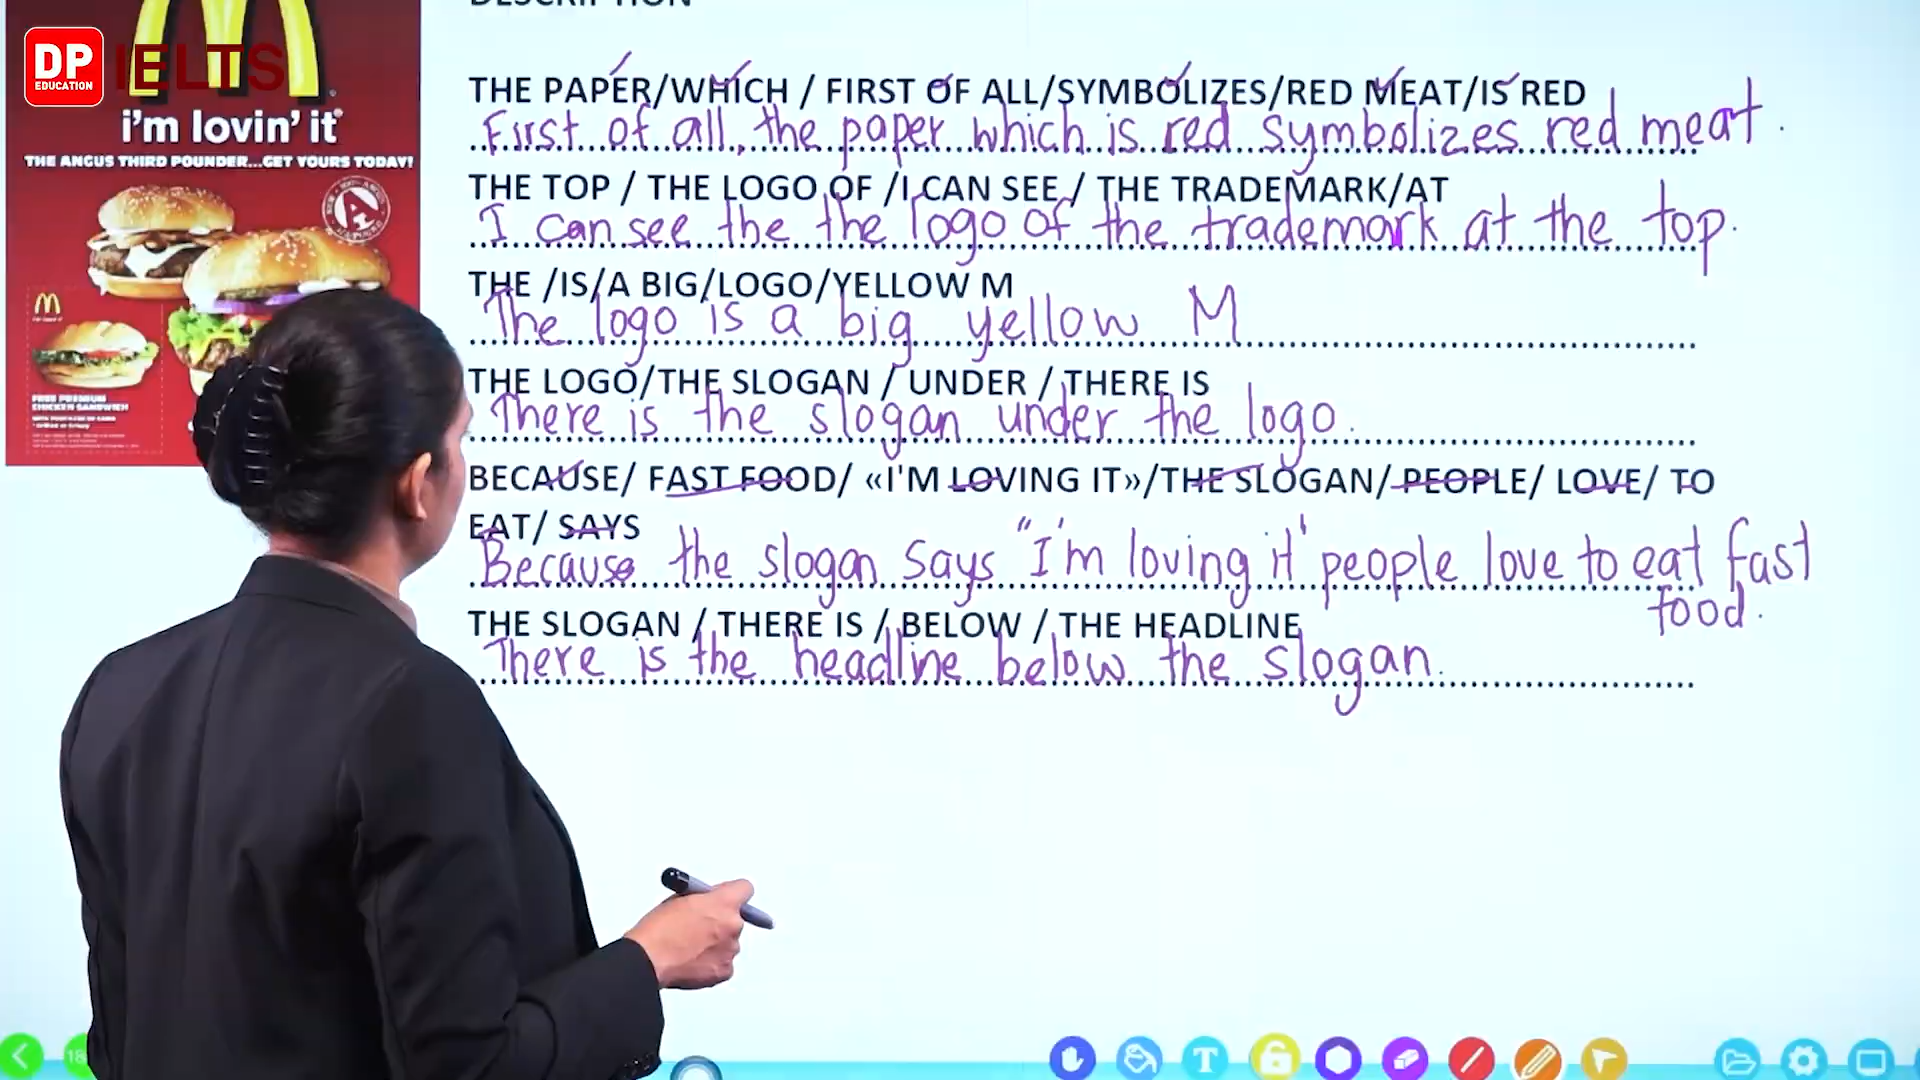 DESCRIPTION
DP
EDUCATION
IELTS
i'm lovin' it
THE ANGUS THIRD POUNDER...GET YOURS TODAY!
FREE PREMIUM
CHICKEN SANDWICH
THE PAPER/WHICH / FIRST OF ALL/SYMBOLIZES/RED MEAT/IS RED
First of all, the paper which is red symbolizes red meat.
THE TOP / THE LOGO OF /I CAN SEE / THE TRADEMARK/AT
I can see the the logo of the trademark at the top.
THE /IS/A BIG/LOGO/YELLOW M
The logo is a big yellow M
THE LOGO/THE SLOGAN / UNDER / THERE IS
There is the slogan under the logo.
BECAUSE/ FAST FOOD/ «I'M LOVING IT»/THE SLOGAN/ PEOPLE/ LOVE/ TO
EAT/ SAYS
Because the slogan says "I'm loving it' people love to eat fast
food.
THE SLOGAN / THERE IS / BELOW / THE HEADLINE
There is the headline below the slogan.
18
T